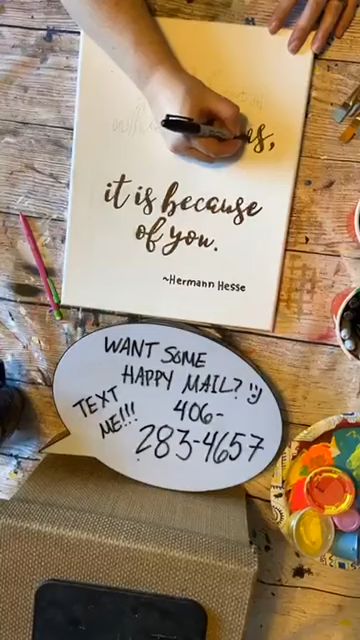 s,
it is because
of you.
~Hermann Hesse
WANT SOME
HAPPY MAIL? :)
TEXT
ME!!!
406-
283-4657